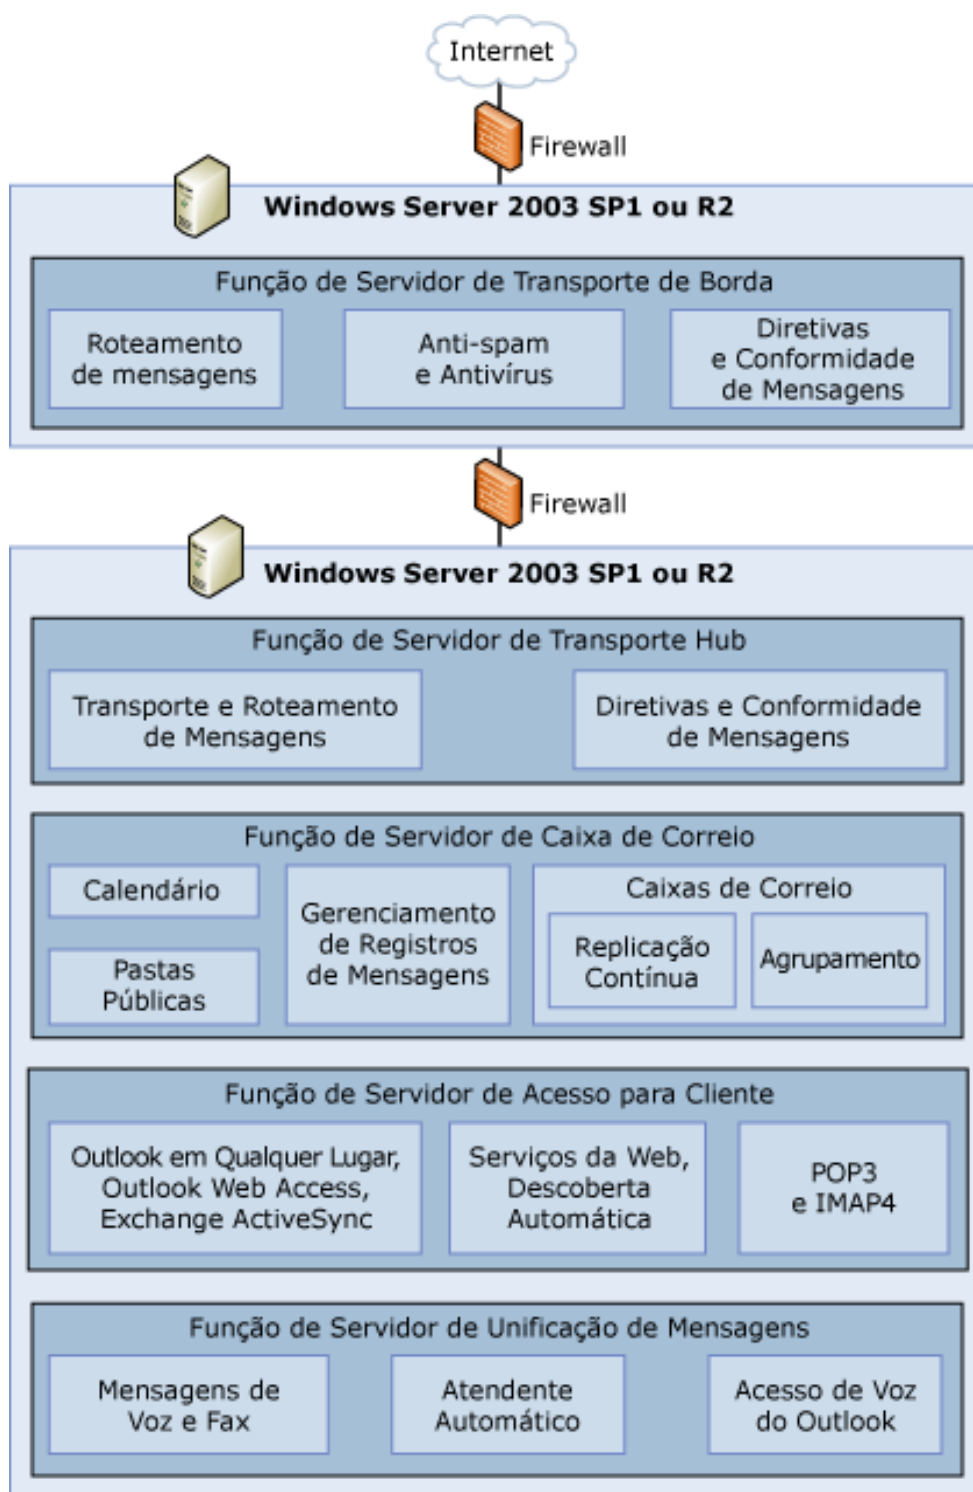 Internet
Firewall
Windows Server 2003 SP1 ou R2
Função de Servidor de Transporte de Borda
Roteamento
de mensagens
Anti-spam
e Antivírus
Diretivas
e Conformidade
de Mensagens
Firewall
Windows Server 2003 SP1 ou R2
Função de Servidor de Transporte Hub
Transporte e Roteamento
de Mensagens
Diretivas e Conformidade
de Mensagens
Função de Servidor de Caixa de Correio
Calendário
Pastas
Públicas
Gerenciamento
de Registros
de Mensagens
Caixas de Correio
Replicação
Contínua
Agrupamento
Função de Servidor de Acesso para Cliente
Outlook em Qualquer Lugar,
Outlook Web Access,
Exchange ActiveSync
Serviços da Web,
Descoberta
Automática
POP3
e IMAP4
Função de Servidor de Unificação de Mensagens
Mensagens de
Voz e Fax
Atendente
Automático
Acesso de Voz
do Outlook